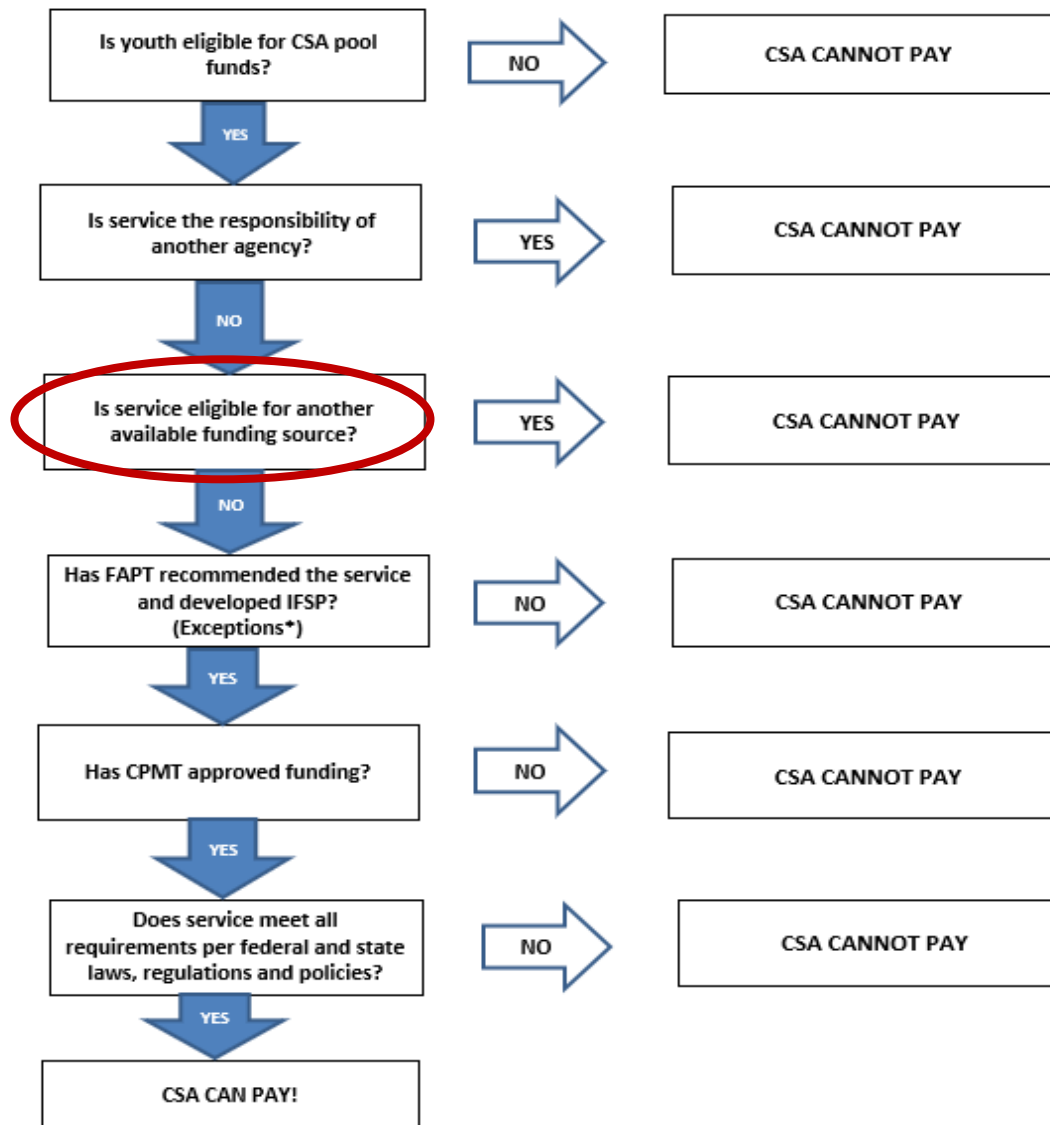 Is youth eligible for CSA pool
funds?
NO
CSA CANNOT PAY
YES
Is service the responsibility of
another agency?
YES
CSA CANNOT PAY
NO
Is service eligible for another
available funding source?
YES
CSA CANNOT PAY
NO
Has FAPT recommended the service
and developed IFSP?
(Exceptions*)
NO
CSA CANNOT PAY
YES
Has CPMT approved funding?
NO
CSA CANNOT PAY
YES
Does service meet all
requirements per federal and state
laws, regulations and policies?
NO
CSA CANNOT PAY
YES
CSA CAN PAY!